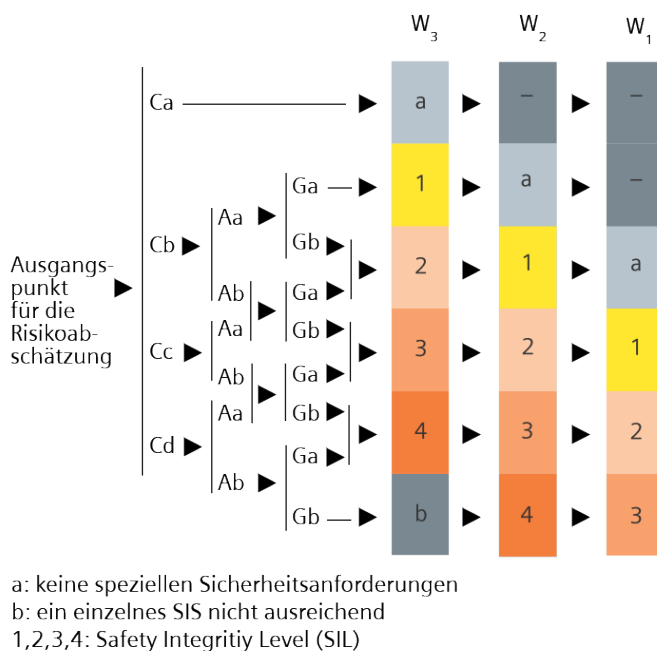 W3 W2 W1
Ca a – –
Ga 1 a –
Aa
Cb Gb 2 1 a
Ausgangs-
punkt
für die
Risikoab-
schätzung
Ab Ga
Aa Gb
Cc 3 2 1
Ab Ga
Aa Gb
Cd 4 3 2
Ga
Ab
Gb b 4 3
a: keine speziellen Sicherheitsanforderungen
b: ein einzelnes SIS nicht ausreichend
1,2,3,4: Safety Integritiy Level (SIL)